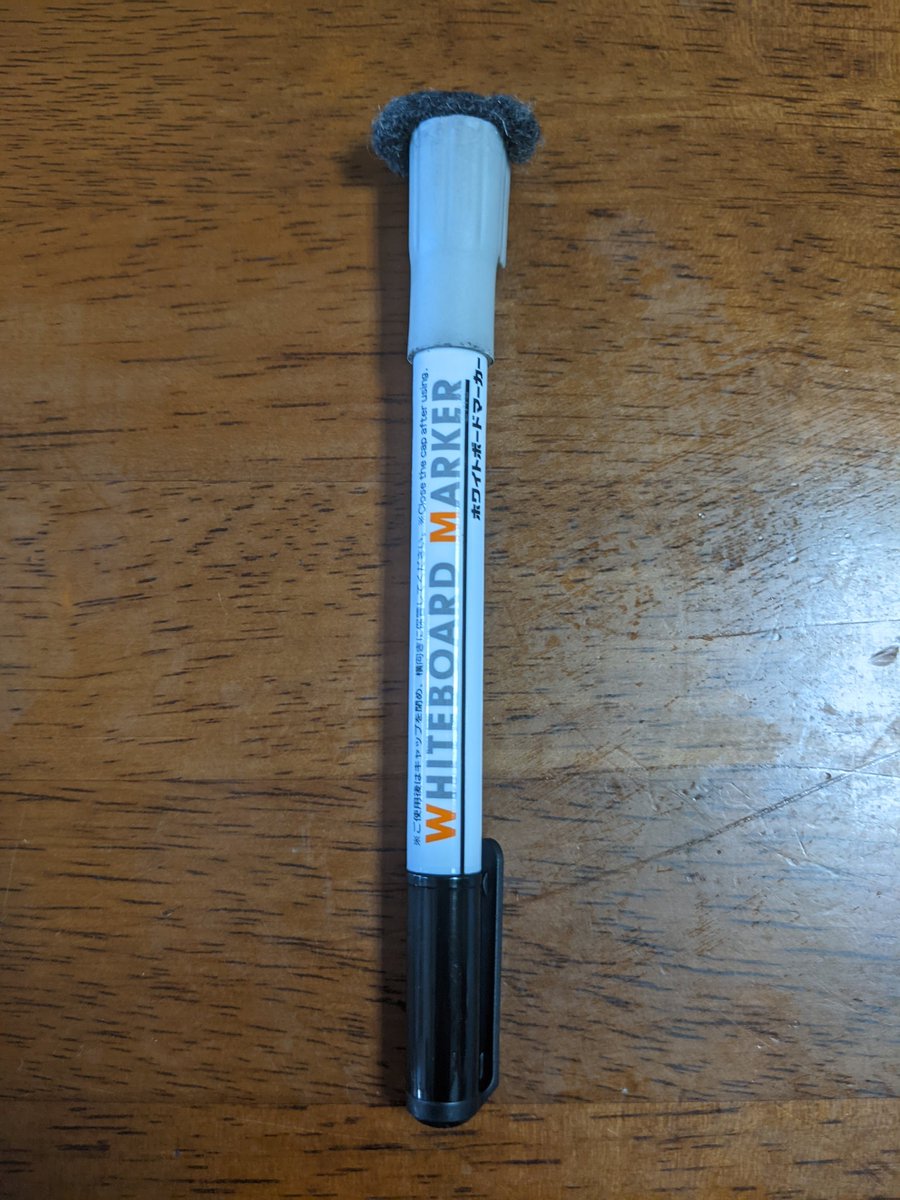 ※ご使用後はキャップを閉め、横向きに保管してください。※Close the cap after using.
WHITEBOARD MARKER
ホワイトボードマーカー